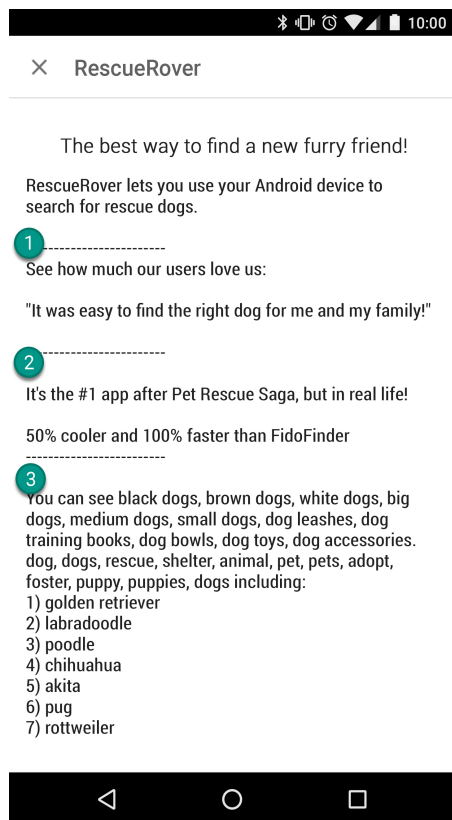 10:00
RescueRover
The best way to find a new furry friend!
RescueRover lets you use your Android device to
search for rescue dogs.
1 ----------------------
See how much our users love us:
"It was easy to find the right dog for me and my family!"
----------------------
2
It's the #1 app after Pet Rescue Saga, but in real life!
50% cooler and 100% faster than FidoFinder
-------------------------
3
You can see black dogs, brown dogs, white dogs, big
dogs, medium dogs, small dogs, dog leashes, dog
training books, dog bowls, dog toys, dog accessories.
dog, dogs, rescue, shelter, animal, pet, pets, adopt,
foster, puppy, puppies, dogs including:
1) golden retriever
2) labradoodle
3) poodle
4) chihuahua
5) akita
6) pug
7) rottweiler